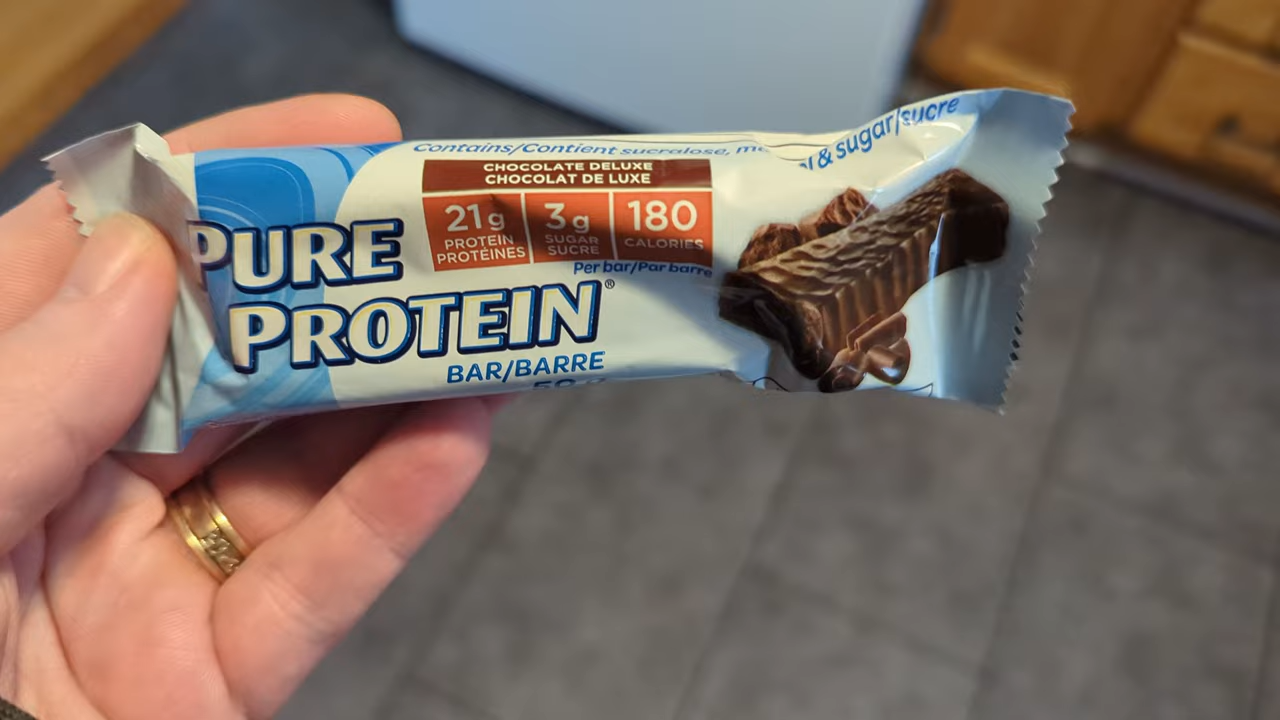 Contains/Contient sucralose,
& sugar/sucre
CHOCOLATE DELUXE
CHOCOLAT DE LUXE
21g
PROTEIN
PROTÉINES
3g
SUGAR
SUCRE
180
CALORIES
Per bar/Par barre
PURE
PROTEIN®
BAR/BARRE